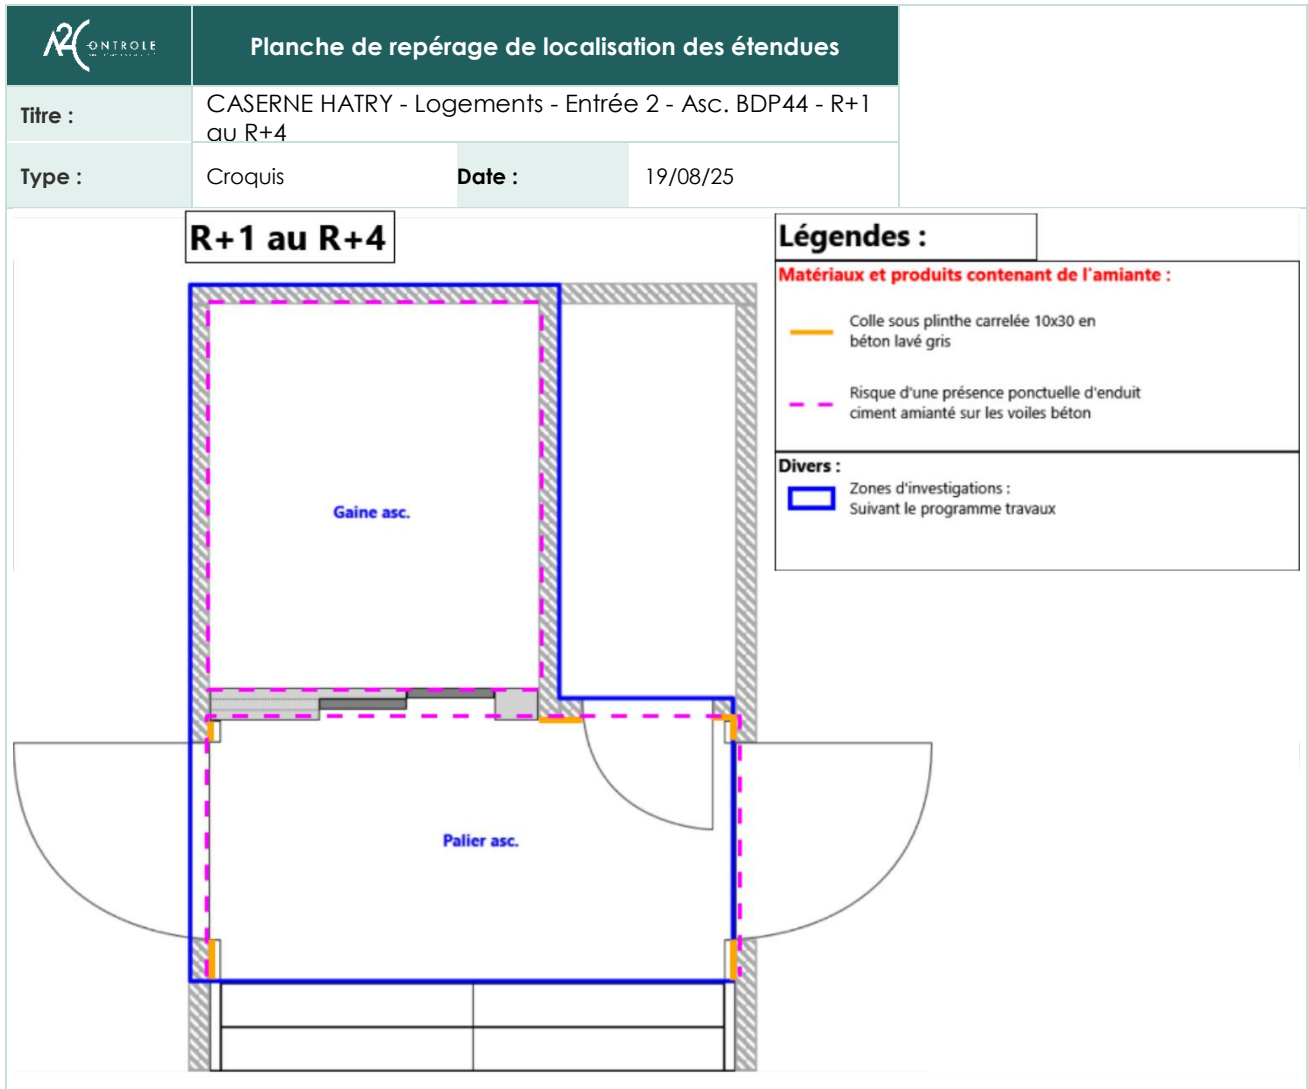 A2CONTROLE
Planche de repérage de localisation des étendues
Titre :
CASERNE HATRY - Logements - Entrée 2 - Asc. BDP44 - R+1
au R+4
Type :
Croquis
Date :
19/08/25
R+1 au R+4
Légendes :
Matériaux et produits contenant de l'amiante :
Colle sous plinthe carrelée 10x30 en
béton lavé gris
Risque d'une présence ponctuelle d'enduit
ciment amianté sur les voiles béton
Divers :
Zones d'investigations :
Suivant le programme travaux
Gaine asc.
Palier asc.